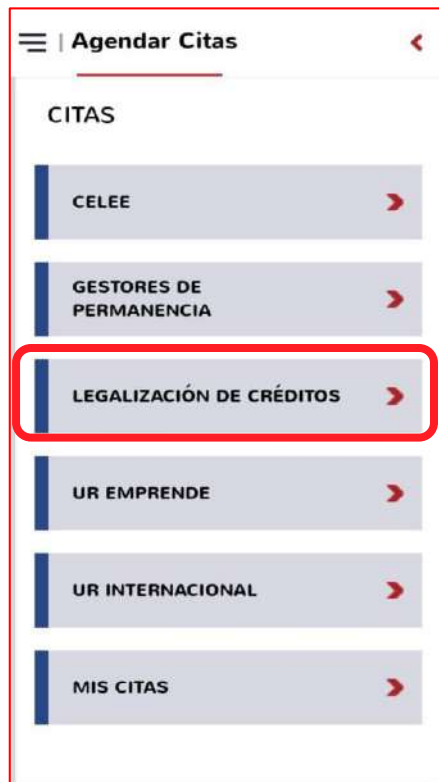 | Agendar Citas
CITAS
CELEE
GESTORES DE
PERMANENCIA
LEGALIZACIÓN DE CRÉDITOS
UR EMPRENDE
UR INTERNACIONAL
MIS CITAS